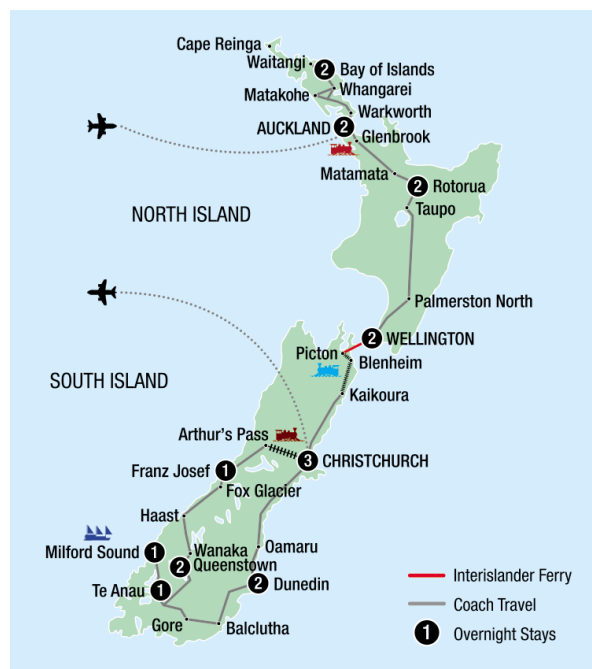 Cape Reinga
Waitangi
2
Bay of Islands
Whangarei
Matakohe
Warkworth
AUCKLAND
2
Glenbrook
Matamata
2
Rotorua
Taupo
NORTH ISLAND
Palmerston North
2
WELLINGTON
Picton
Blenheim
SOUTH ISLAND
Kaikoura
Arthur's Pass
3
CHRISTCHURCH
Franz Josef
1
Fox Glacier
Haast
Oamaru
Milford Sound
1
Wanaka
2
Queenstown
Te Anau
1
2
Dunedin
Gore
Balclutha
Interislander Ferry
Coach Travel
1
Overnight Stays